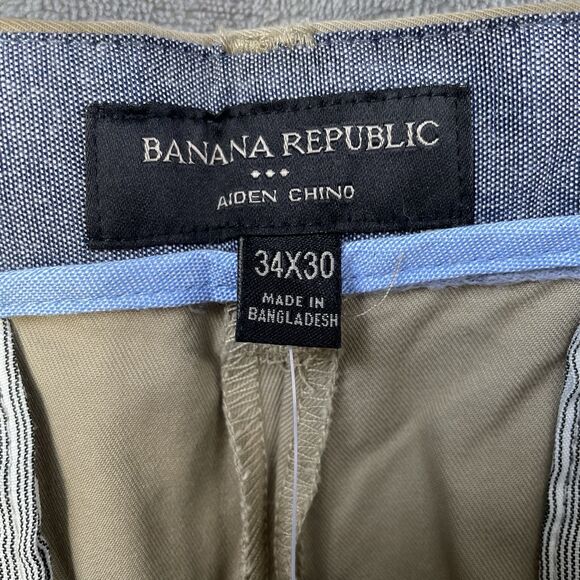 BANANA REPUBLIC
AIDEN CHINO
34X30
MADE IN
BANGLADESH